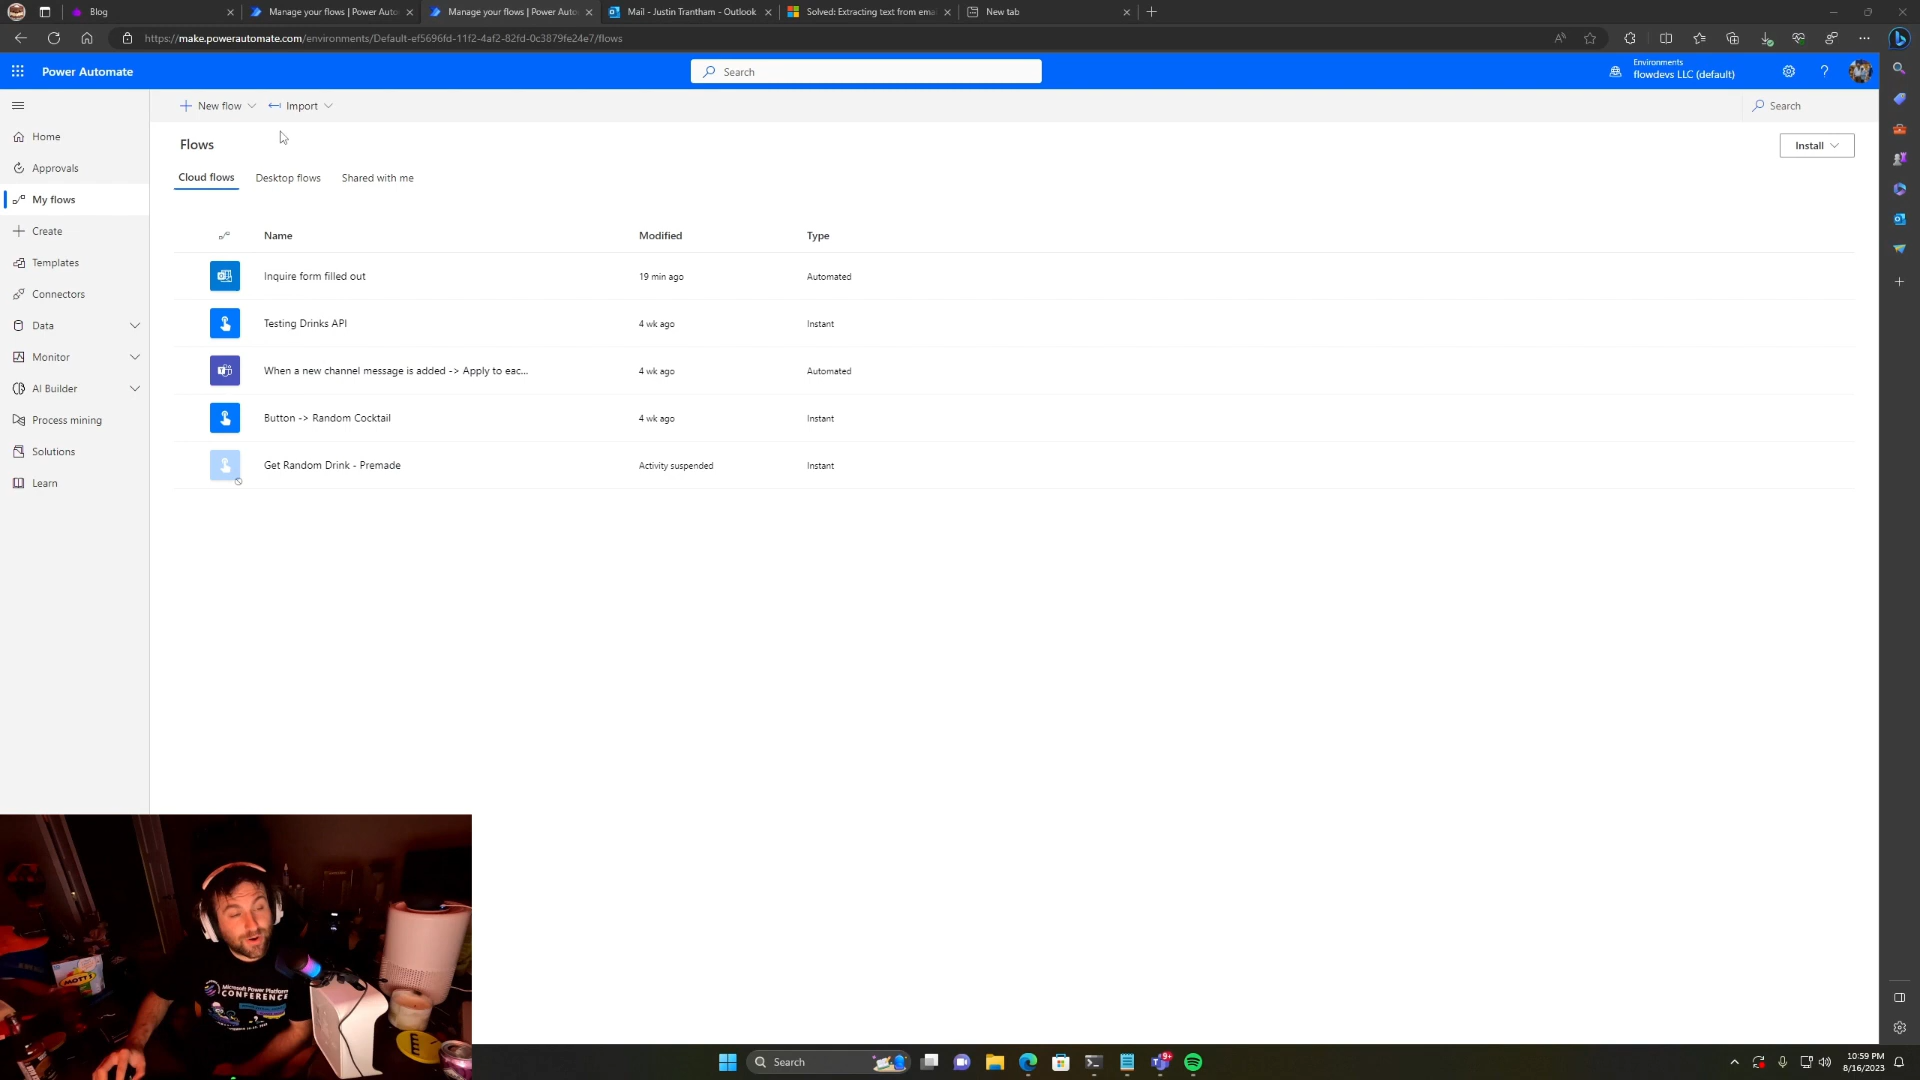 Blog
Manage your flows | Power Auto
Manage your flows | Power Auto
Mail - Justin Trantham - Outlook
Solved: Extracting text from ema
New tab
https://make.powerautomate.com/environments/Default-ef5696fd-11f2-4af2-82fd-0c3879fe24e7/flows
Power Automate
Search
Environments
flowdevs LLC (default)
?
New flow
Import
Search
Flows
Install
Home
Approvals
My flows
Create
Templates
Connectors
Data
Monitor
AI Builder
Process mining
Solutions
Learn
Cloud flows
Desktop flows
Shared with me
Name
Modified
Type
Inquire form filled out
19 min ago
Automated
Testing Drinks API
4 wk ago
Instant
When a new channel message is added -> Apply to eac...
4 wk ago
Automated
Button -> Random Cocktail
4 wk ago
Instant
Get Random Drink - Premade
Activity suspended
Instant
MOTT'S
Microsoft Power Platform
CONFERENCE
Search
9+
10:59 PM
8/16/2023